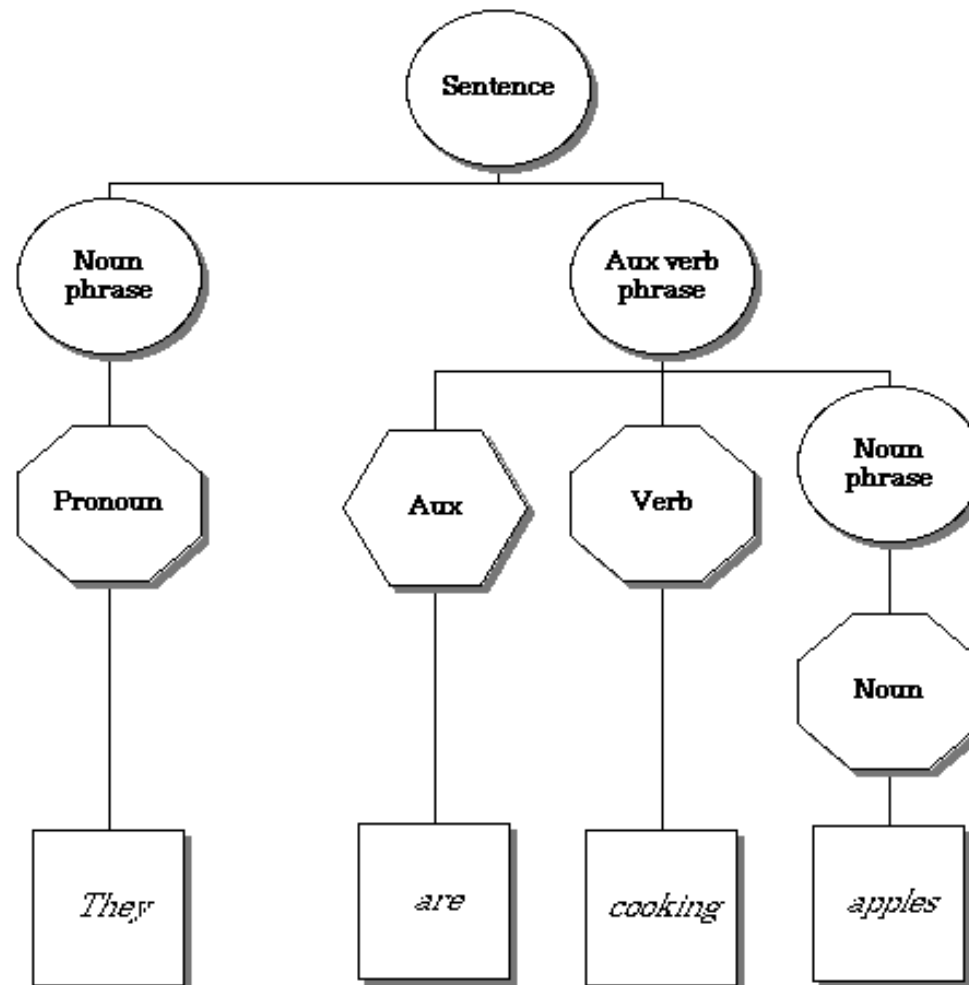 Sentence
Noun
phrase
Aux verb
phrase
Pronoun
Aux
Verb
Noun
phrase
Noun
They
are
cooking
apples